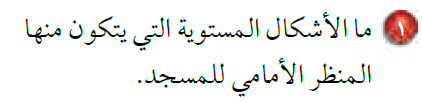 ١ ما الأشكال المستوية التي يتكون منها
المنظر الأمامي للمسجد.